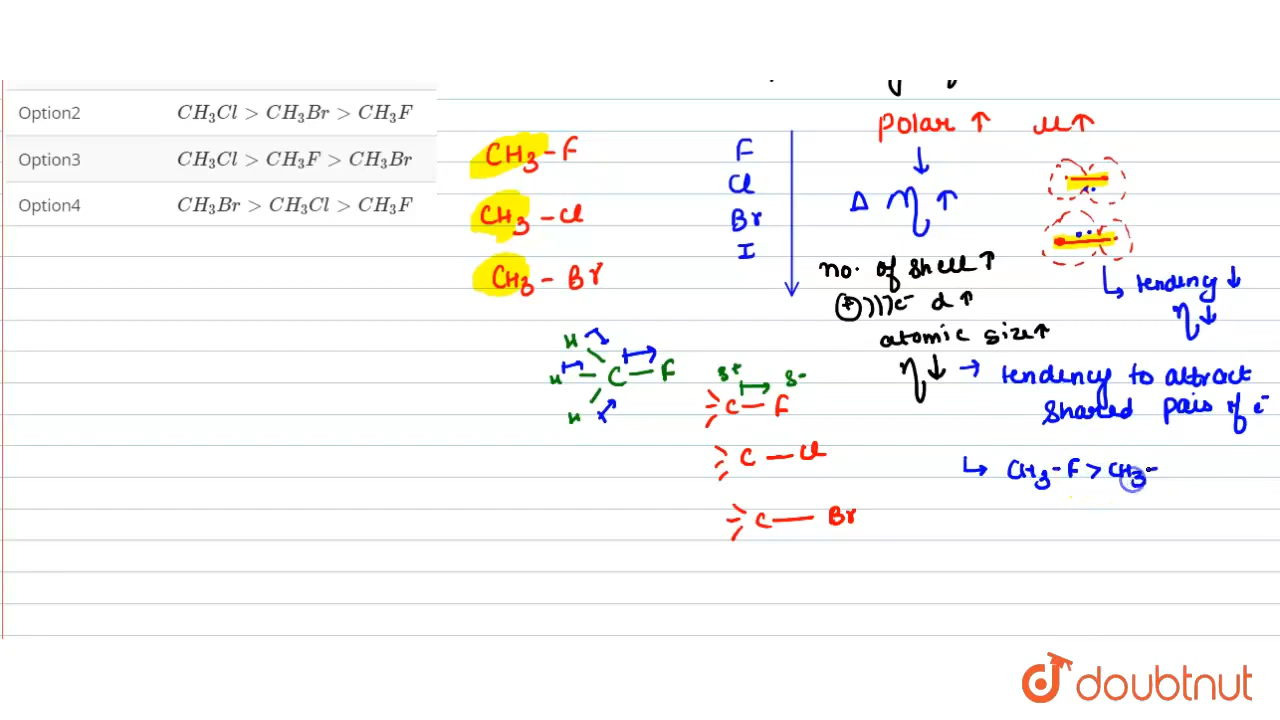 Option2 CH3Cl > CH3Br > CH3F
Option3 CH3Cl > CH3F > CH3Br
Option4 CH3Br > CH3Cl > CH3F
CH3-F
CH3-Cl
CH3-Br
F
Cl
Br
I
Polar ↑ μ↑
↓
Δ η ↑
no. of shell ↑
(+))))e- d ↑
atomic size ↑
η ↓ → tendency to attract
shared pair of e-
↳ tendency ↓
η ↓
H
H - C - F
H
δ+ δ-
C - F
C - Cl
C - Br
↳ CH3-F > CH3-
doubtnut